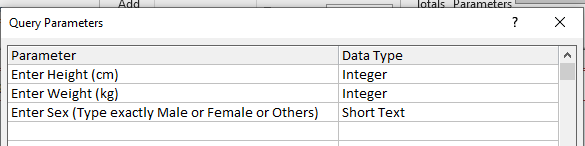 Add Totals Parameters
Query Parameters ?
Parameter Data Type
Enter Height (cm) Integer
Enter Weight (kg) Integer
Enter Sex (Type exactly Male or Female or Others) Short Text